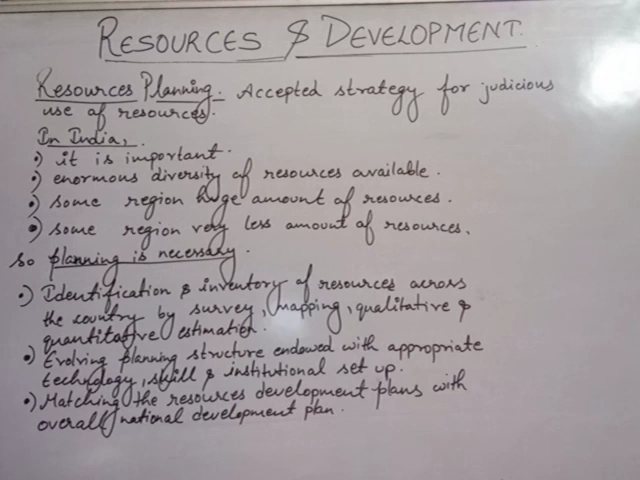 RESOURCES & DEVELOPMENT.
Resources Planning. Accepted strategy for judicious
use of resources.
In India,
•) it is important.
•) enormous diversity of resources available.
•) some region huge amount of resources.
•) some region very less amount of resources.
so planning is necessary.
•) Identification & inventory of resources across
the country by survey, mapping, qualitative &
quantitative estimation.
•) Evolving planning structure endowed with appropriate
technology, skill & institutional set up.
•) Matching the resources development plans with
overall national development plan.